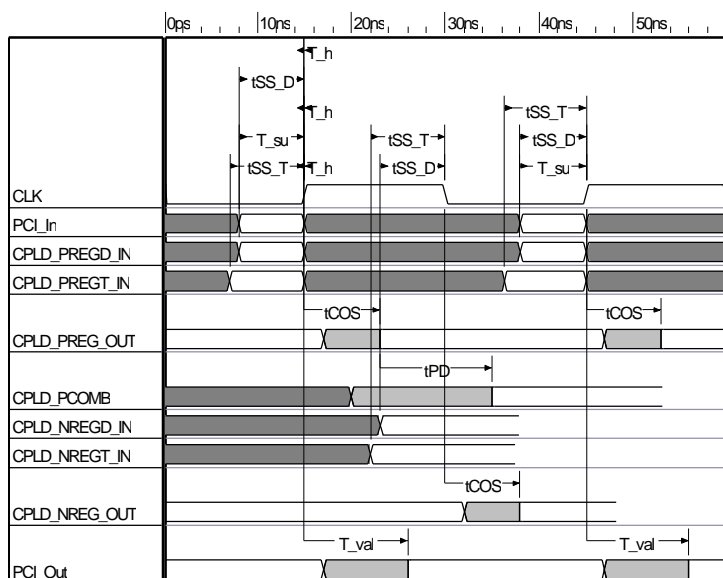 0ps 10ns 20ns 30ns 40ns 50ns
T_h
tSS_D
T_h tSS_T
T_su tSS_T tSS_D
tSS_T T_h tSS_D T_su
CLK
PCI_In
CPLD_PREGD_IN
CPLD_PREGT_IN
tCOS tCOS
CPLD_PREG_OUT
tPD
CPLD_PCOMB
CPLD_NREGD_IN
CPLD_NREGT_IN
tCOS
CPLD_NREG_OUT
T_val T_val
PCI_Out